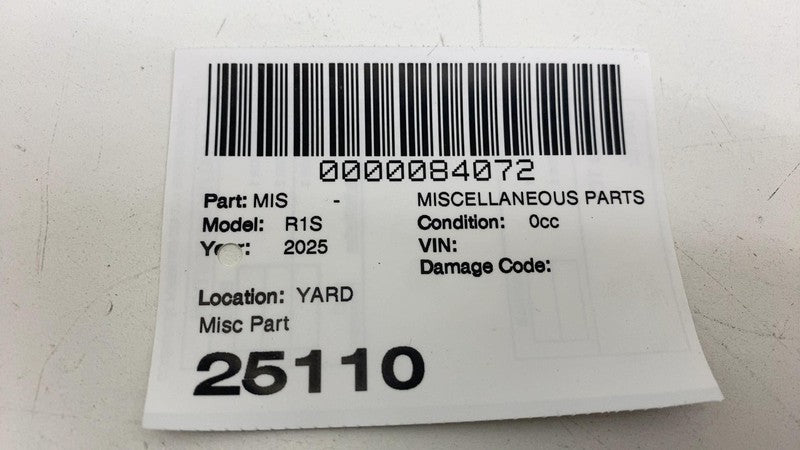 0000084072
Part: MIS - MISCELLANEOUS PARTS
Model: R1S Condition: 0cc
2025 VIN:
Damage Code:
Location: YARD
Misc Part
25110